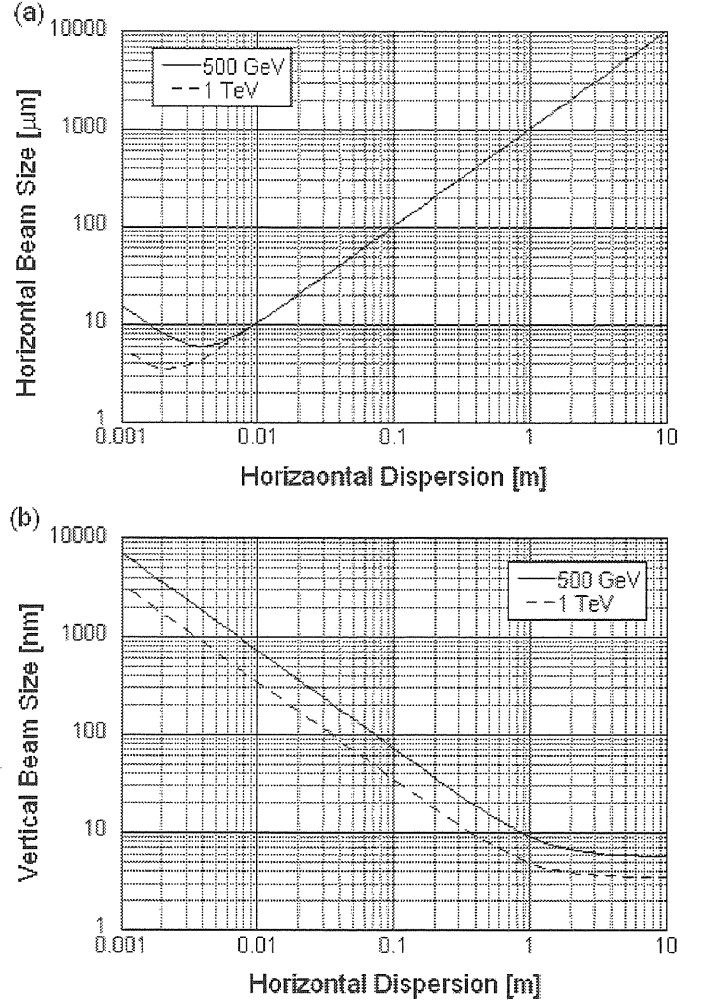 (a)
10000
1000
100
10
1
Horizontal Beam Size [μm]
500 GeV
1 TeV
0.001 0.01 0.1 1 10
Horizaontal Dispersion [m]
(b)
10000
1000
100
10
1
Vertical Beam Size [nm]
500 GeV
1 TeV
0.001 0.01 0.1 1 10
Horizontal Dispersion [m]